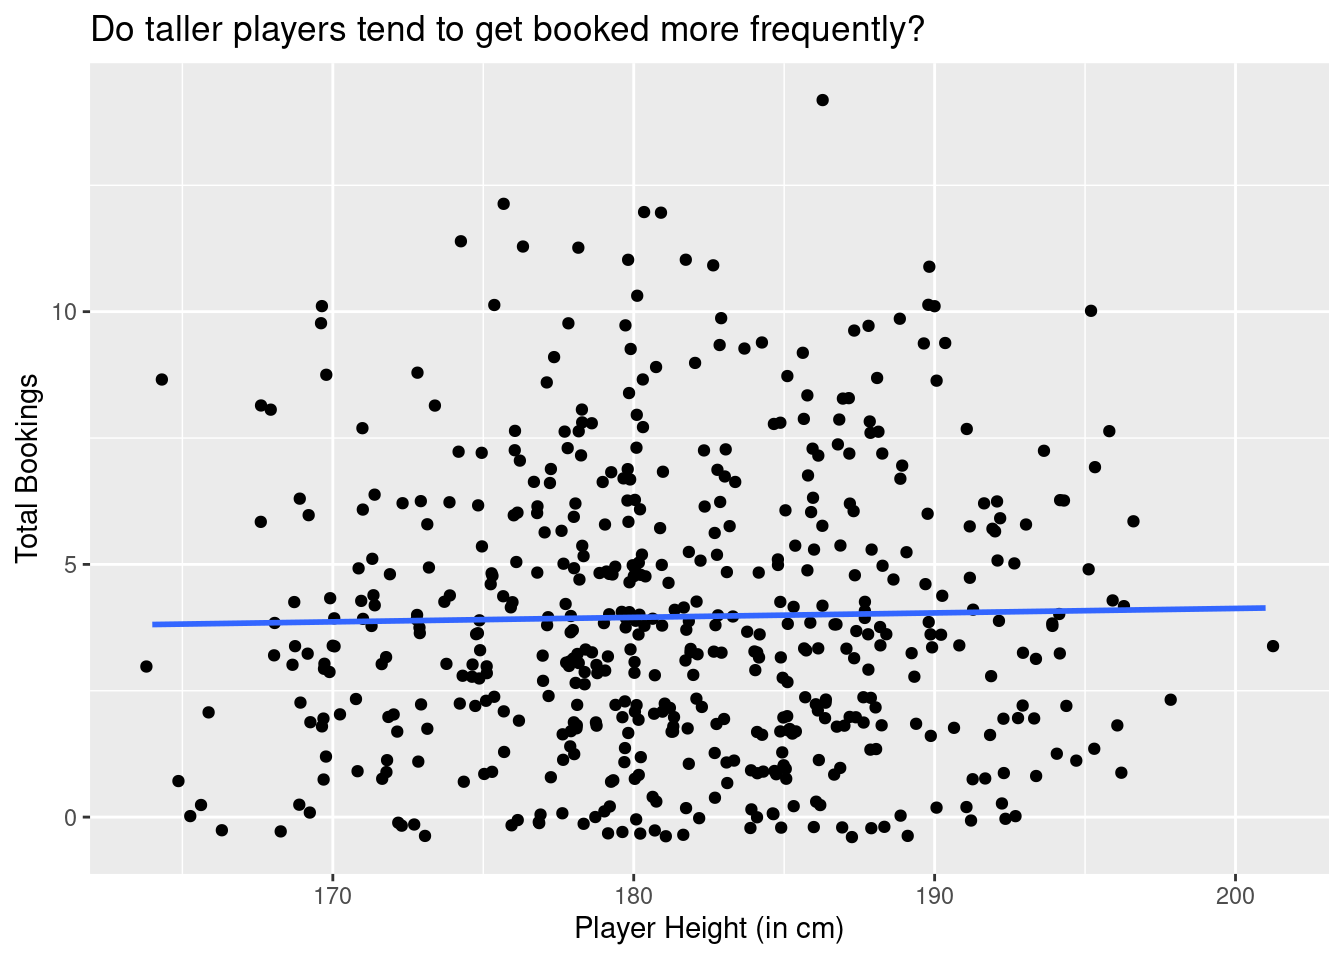 Do taller players tend to get booked more frequently?
Total Bookings
10
5
0
170 180 190 200
Player Height (in cm)